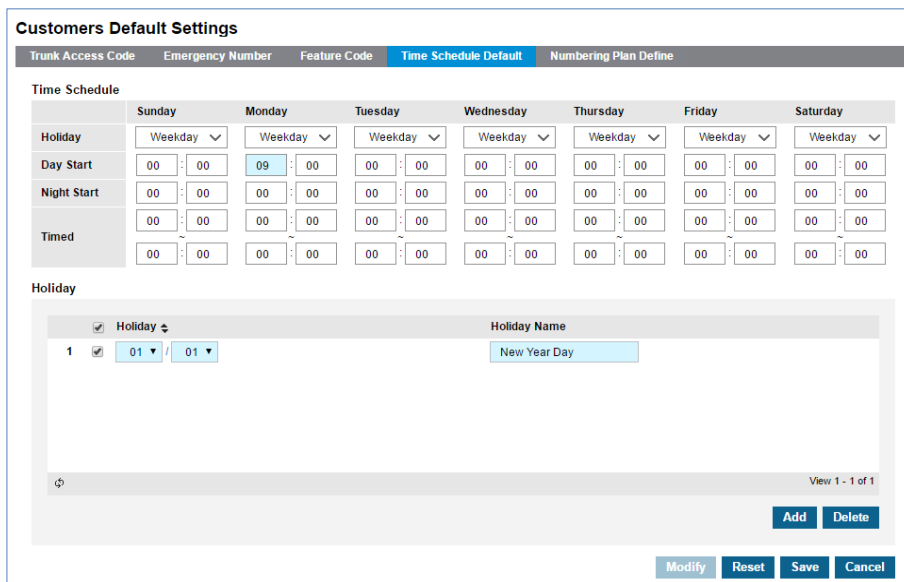 Customers Default Settings
Trunk Access Code Emergency Number Feature Code Time Schedule Default Numbering Plan Define
Time Schedule
Sunday Monday Tuesday Wednesday Thursday Friday Saturday
Holiday Weekday Weekday Weekday Weekday Weekday Weekday Weekday
Day Start 00 : 00 09 : 00 00 : 00 00 : 00 00 : 00 00 : 00 00 : 00
Night Start 00 : 00 00 : 00 00 : 00 00 : 00 00 : 00 00 : 00 00 : 00
Timed 00 : 00 00 : 00 00 : 00 00 : 00 00 : 00 00 : 00 00 : 00
~ ~ ~ ~ ~ ~ ~
00 : 00 00 : 00 00 : 00 00 : 00 00 : 00 00 : 00 00 : 00
Holiday
Holiday Holiday Name
1 01 / 01 New Year Day
View 1 - 1 of 1
Add Delete
Modify Reset Save Cancel